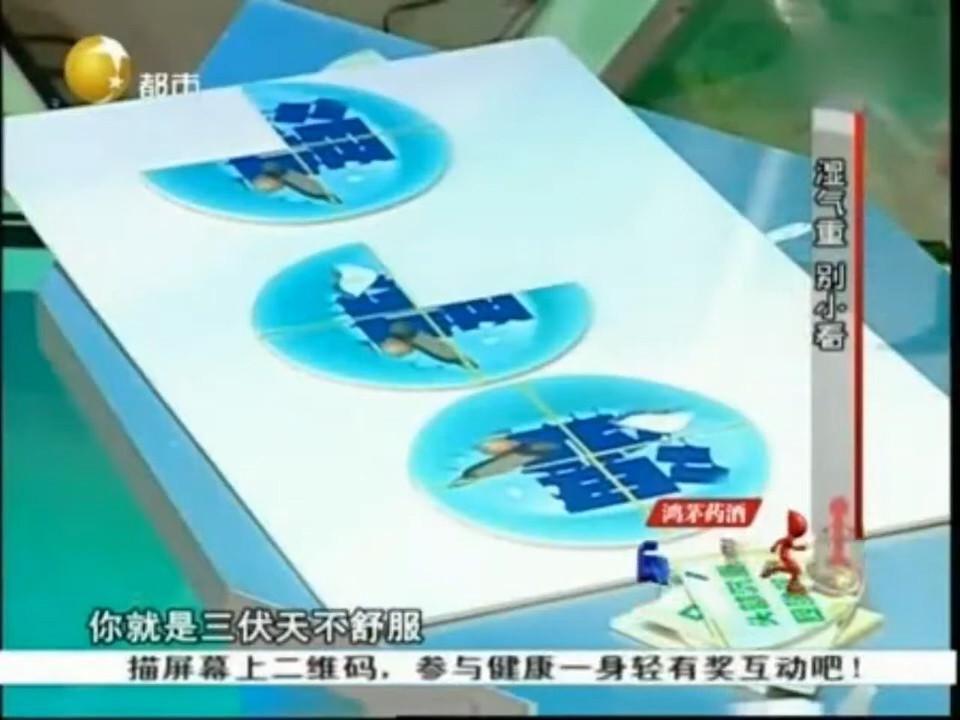 都市
湿气重 别小看
鸿茅药酒
你就是三伏天不舒服
描屏幕上二维码，参与健康一身轻有奖互动吧！